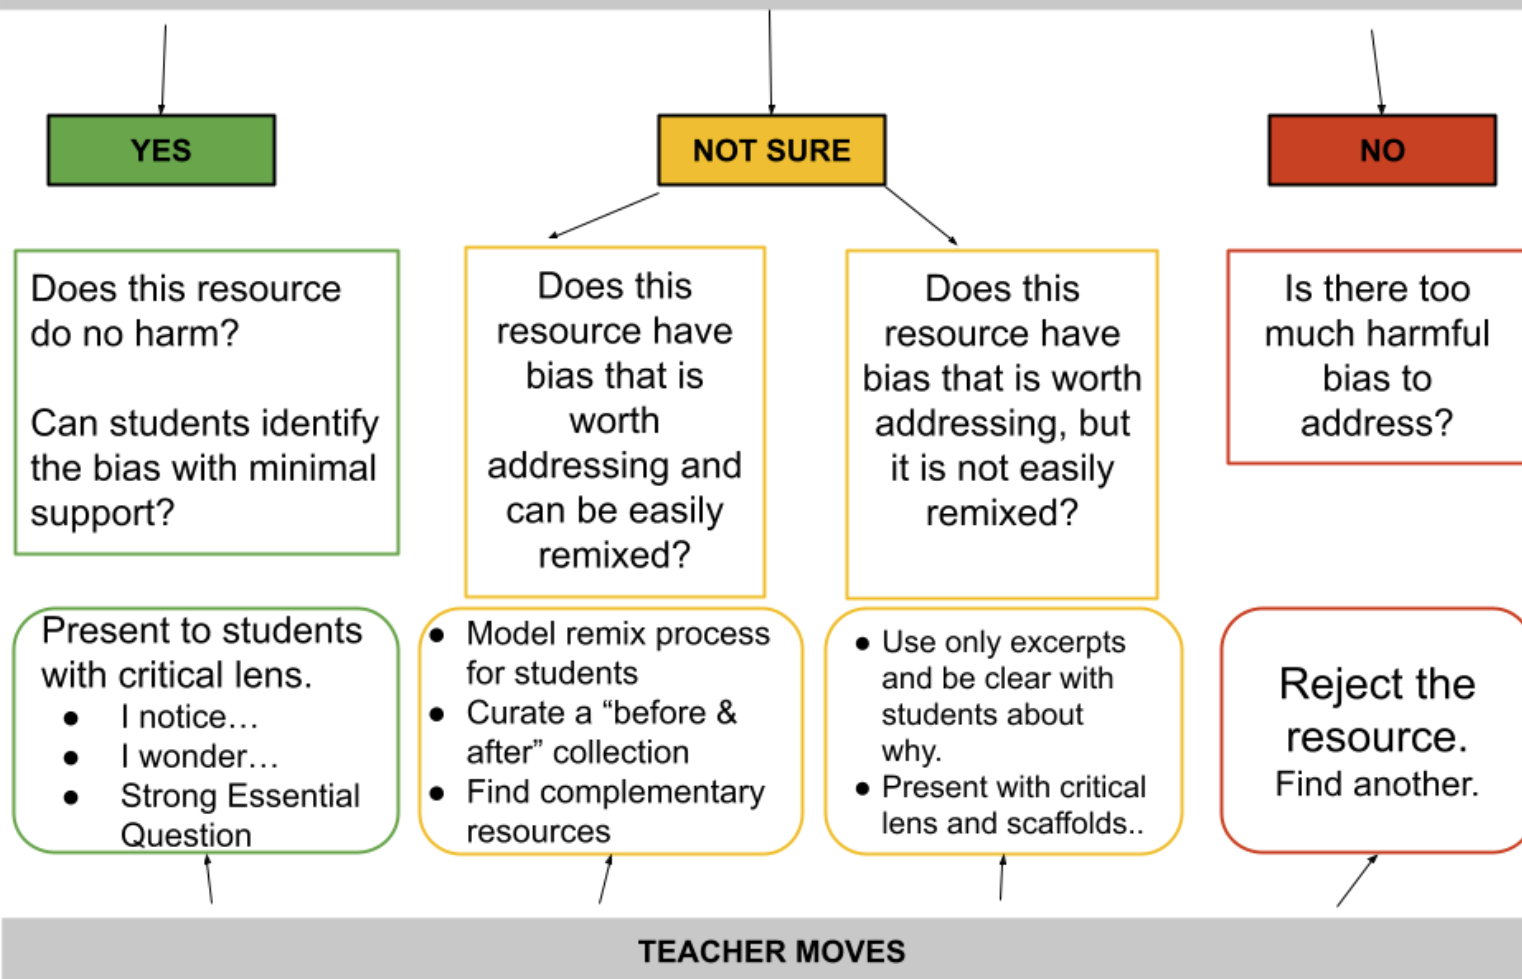 YES
NOT SURE
NO
Does this resource
do no harm?
Can students identify
the bias with minimal
support?
Does this
resource have
bias that is
worth
addressing and
can be easily
remixed?
Does this
resource have
bias that is worth
addressing, but
it is not easily
remixed?
Is there too
much harmful
bias to
address?
Present to students
with critical lens.
● I notice…
● I wonder…
● Strong Essential
Question
● Model remix process
for students
● Curate a “before &
after” collection
● Find complementary
resources
● Use only excerpts
and be clear with
students about
why.
● Present with critical
lens and scaffolds..
Reject the
resource.
Find another.
TEACHER MOVES